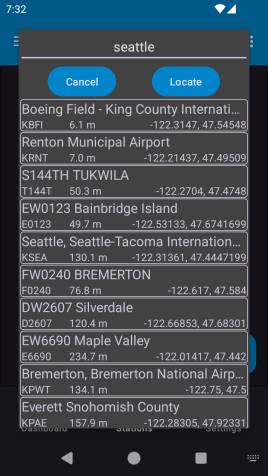 7:32
seattle
Cancel Locate
Boeing Field - King County Internati...
KBFI 6.1 m -122.3147, 47.54548
Renton Municipal Airport
KRNT 7.0 m -122.21437, 47.49509
S144TH TUKWILA
T144T 50.3 m -122.2704, 47.4748
EW0123 Bainbridge Island
E0123 49.7 m -122.53133, 47.6741699
Seattle, Seattle-Tacoma Internation...
KSEA 130.1 m -122.31361, 47.4447199
FW0240 BREMERTON
F0240 76.8 m -122.617, 47.584
DW2607 Silverdale
D2607 120.4 m -122.66853, 47.68301
EW6690 Maple Valley
E6690 234.7 m -122.01417, 47.442
Bremerton, Bremerton National Airp...
KPWT 134.1 m -122.75, 47.5
Everett Snohomish County
KPAE 157.9 m -122.28305, 47.92331
Dashboard Stations Settings